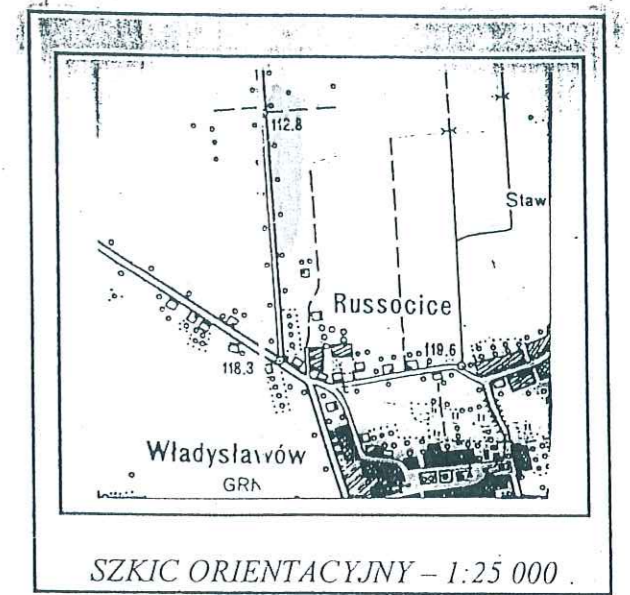 112.8
Staw
Russocice
118.3
119.6
Władysławów
GRN
SZKIC ORIENTACYJNY – 1:25 000